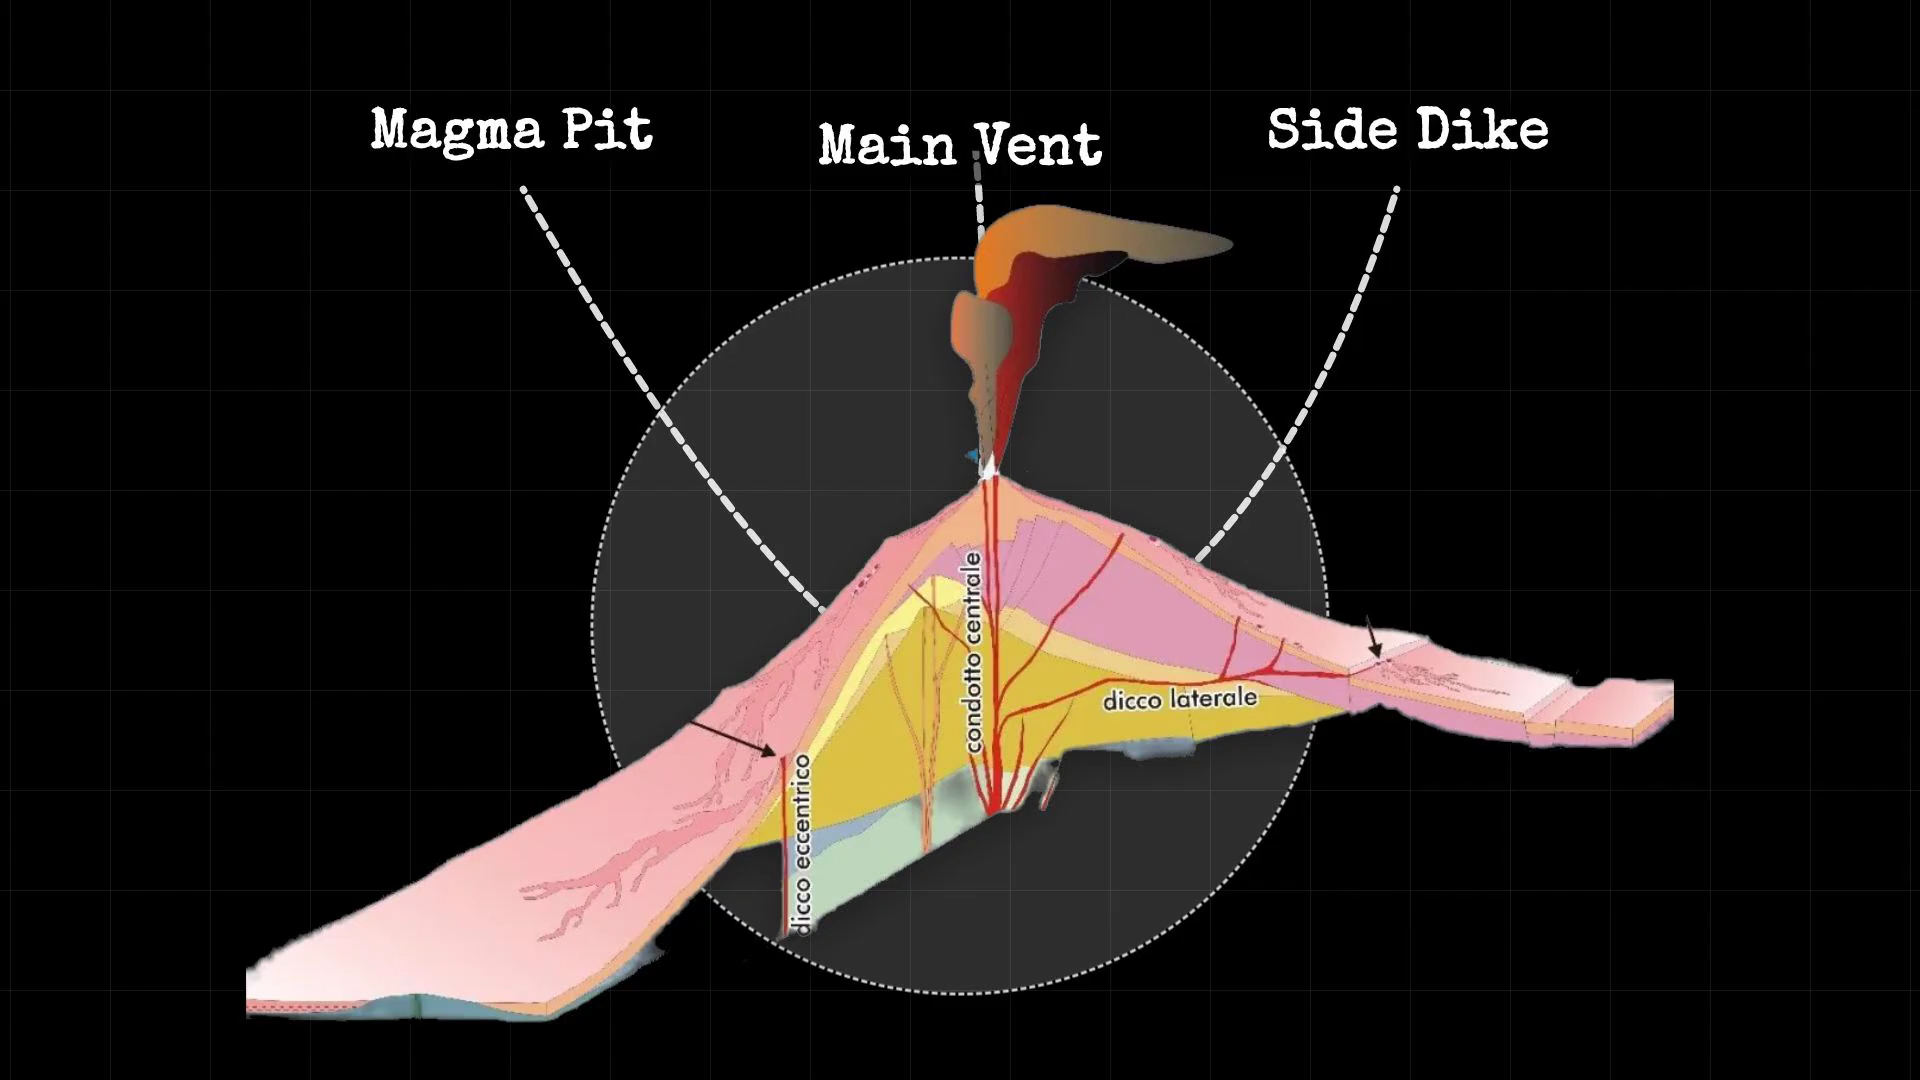 Magma Pit
Main Vent
Side Dike
condotto centrale
dicco laterale
dicco eccentrico